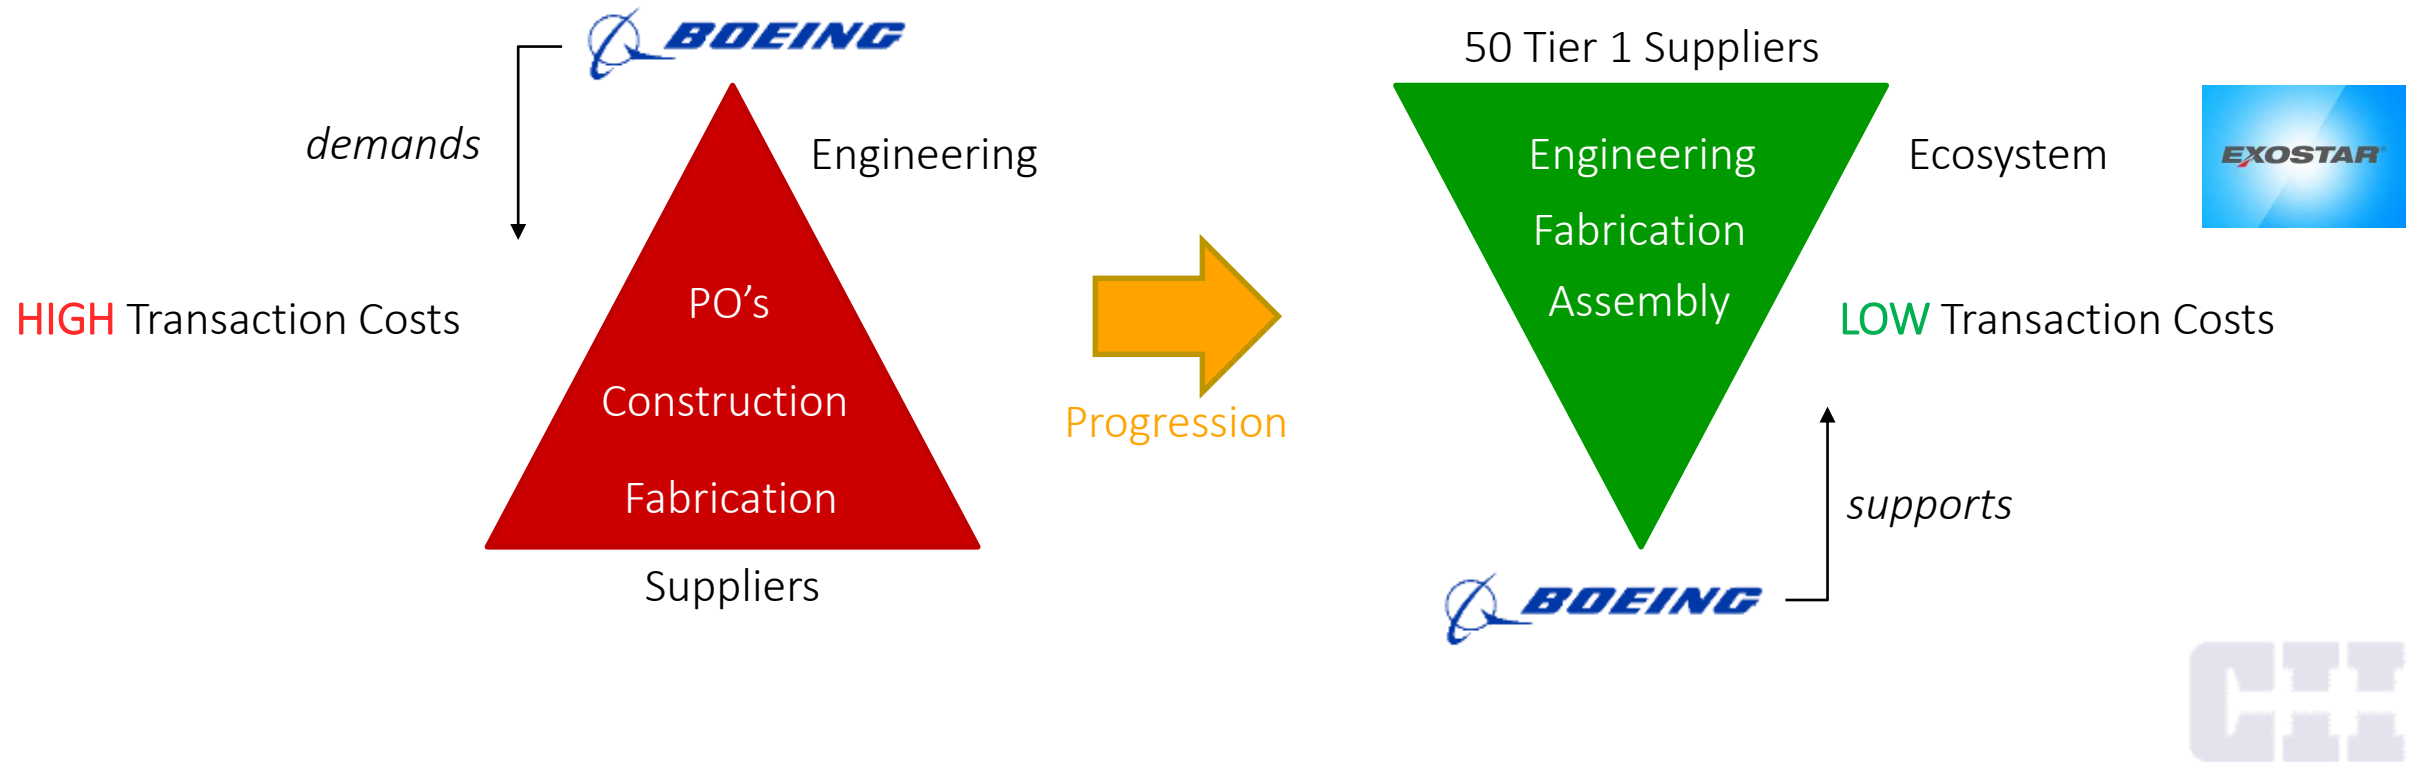 BOEING
demands
Engineering
HIGH Transaction Costs
PO’s
Construction
Fabrication
Suppliers
Progression
50 Tier 1 Suppliers
Engineering
Fabrication
Assembly
Ecosystem
EXOSTAR
LOW Transaction Costs
supports
BOEING
CII